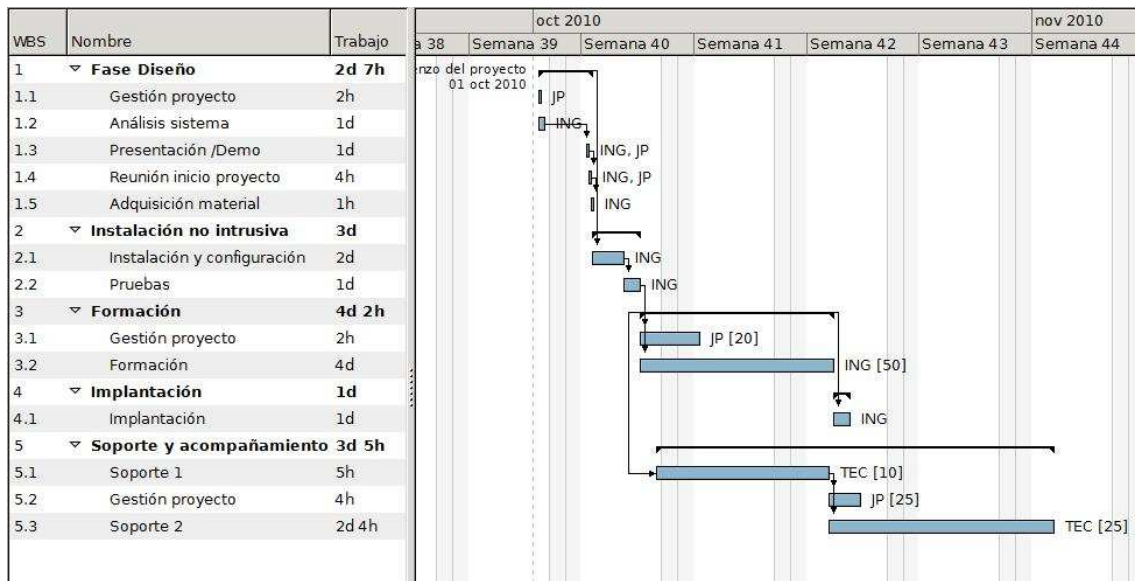 oct 2010 nov 2010
WBS Nombre Trabajo a 38 Semana 39 Semana 40 Semana 41 Semana 42 Semana 43 Semana 44
1 Fase Diseño 2d 7h nzo del proyecto
01 oct 2010
1.1 Gestión proyecto 2h JP
1.2 Análisis sistema 1d ING
1.3 Presentación /Demo 1d ING, JP
1.4 Reunión inicio proyecto 4h ING, JP
1.5 Adquisición material 1h ING
2 Instalación no intrusiva 3d
2.1 Instalación y configuración 2d ING
2.2 Pruebas 1d ING
3 Formación 4d 2h
3.1 Gestión proyecto 2h JP [20]
3.2 Formación 4d ING [50]
4 Implantación 1d
4.1 Implantación 1d ING
5 Soporte y acompañamiento 3d 5h
5.1 Soporte 1 5h TEC [10]
5.2 Gestión proyecto 4h JP [25]
5.3 Soporte 2 2d 4h TEC [25]